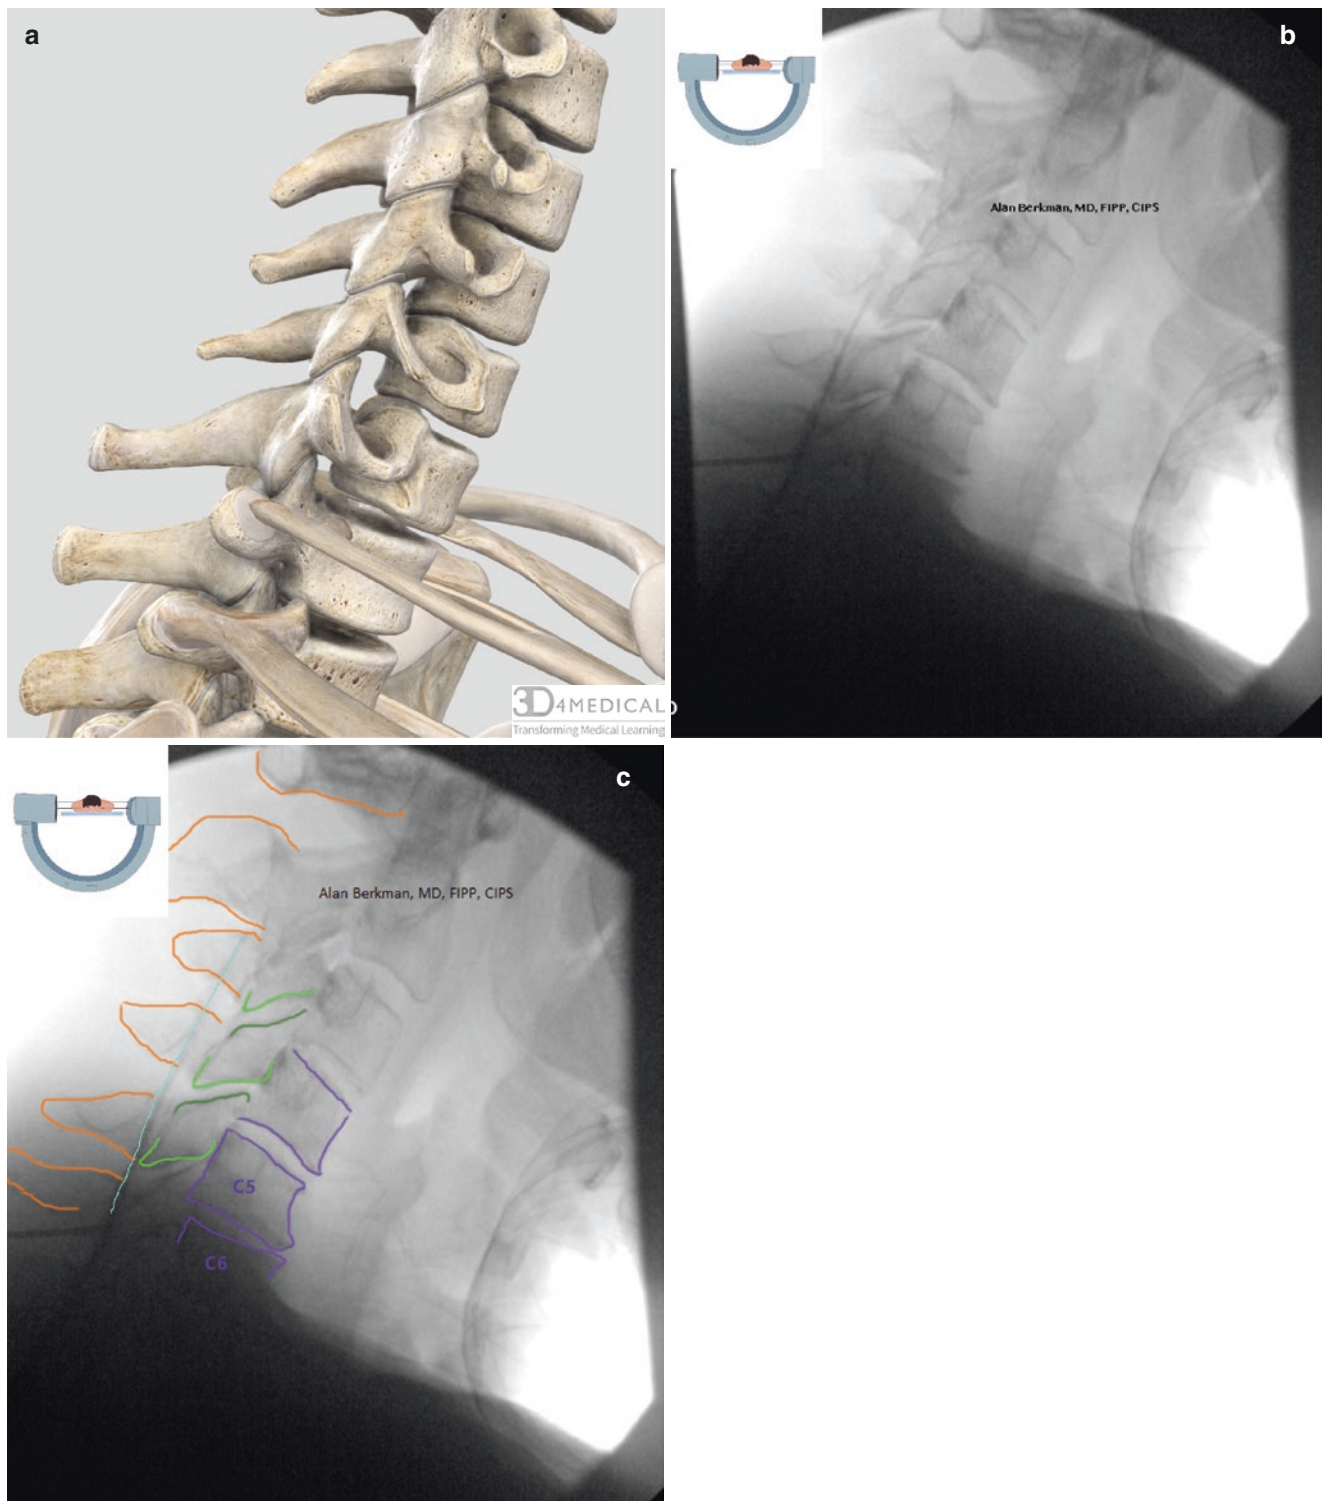 a
3D4MEDICAL
Transforming Medical Learning
b
Alan Berkman, MD, FIPP, CIPS
c
Alan Berkman, MD, FIPP, CIPS
C5
C6